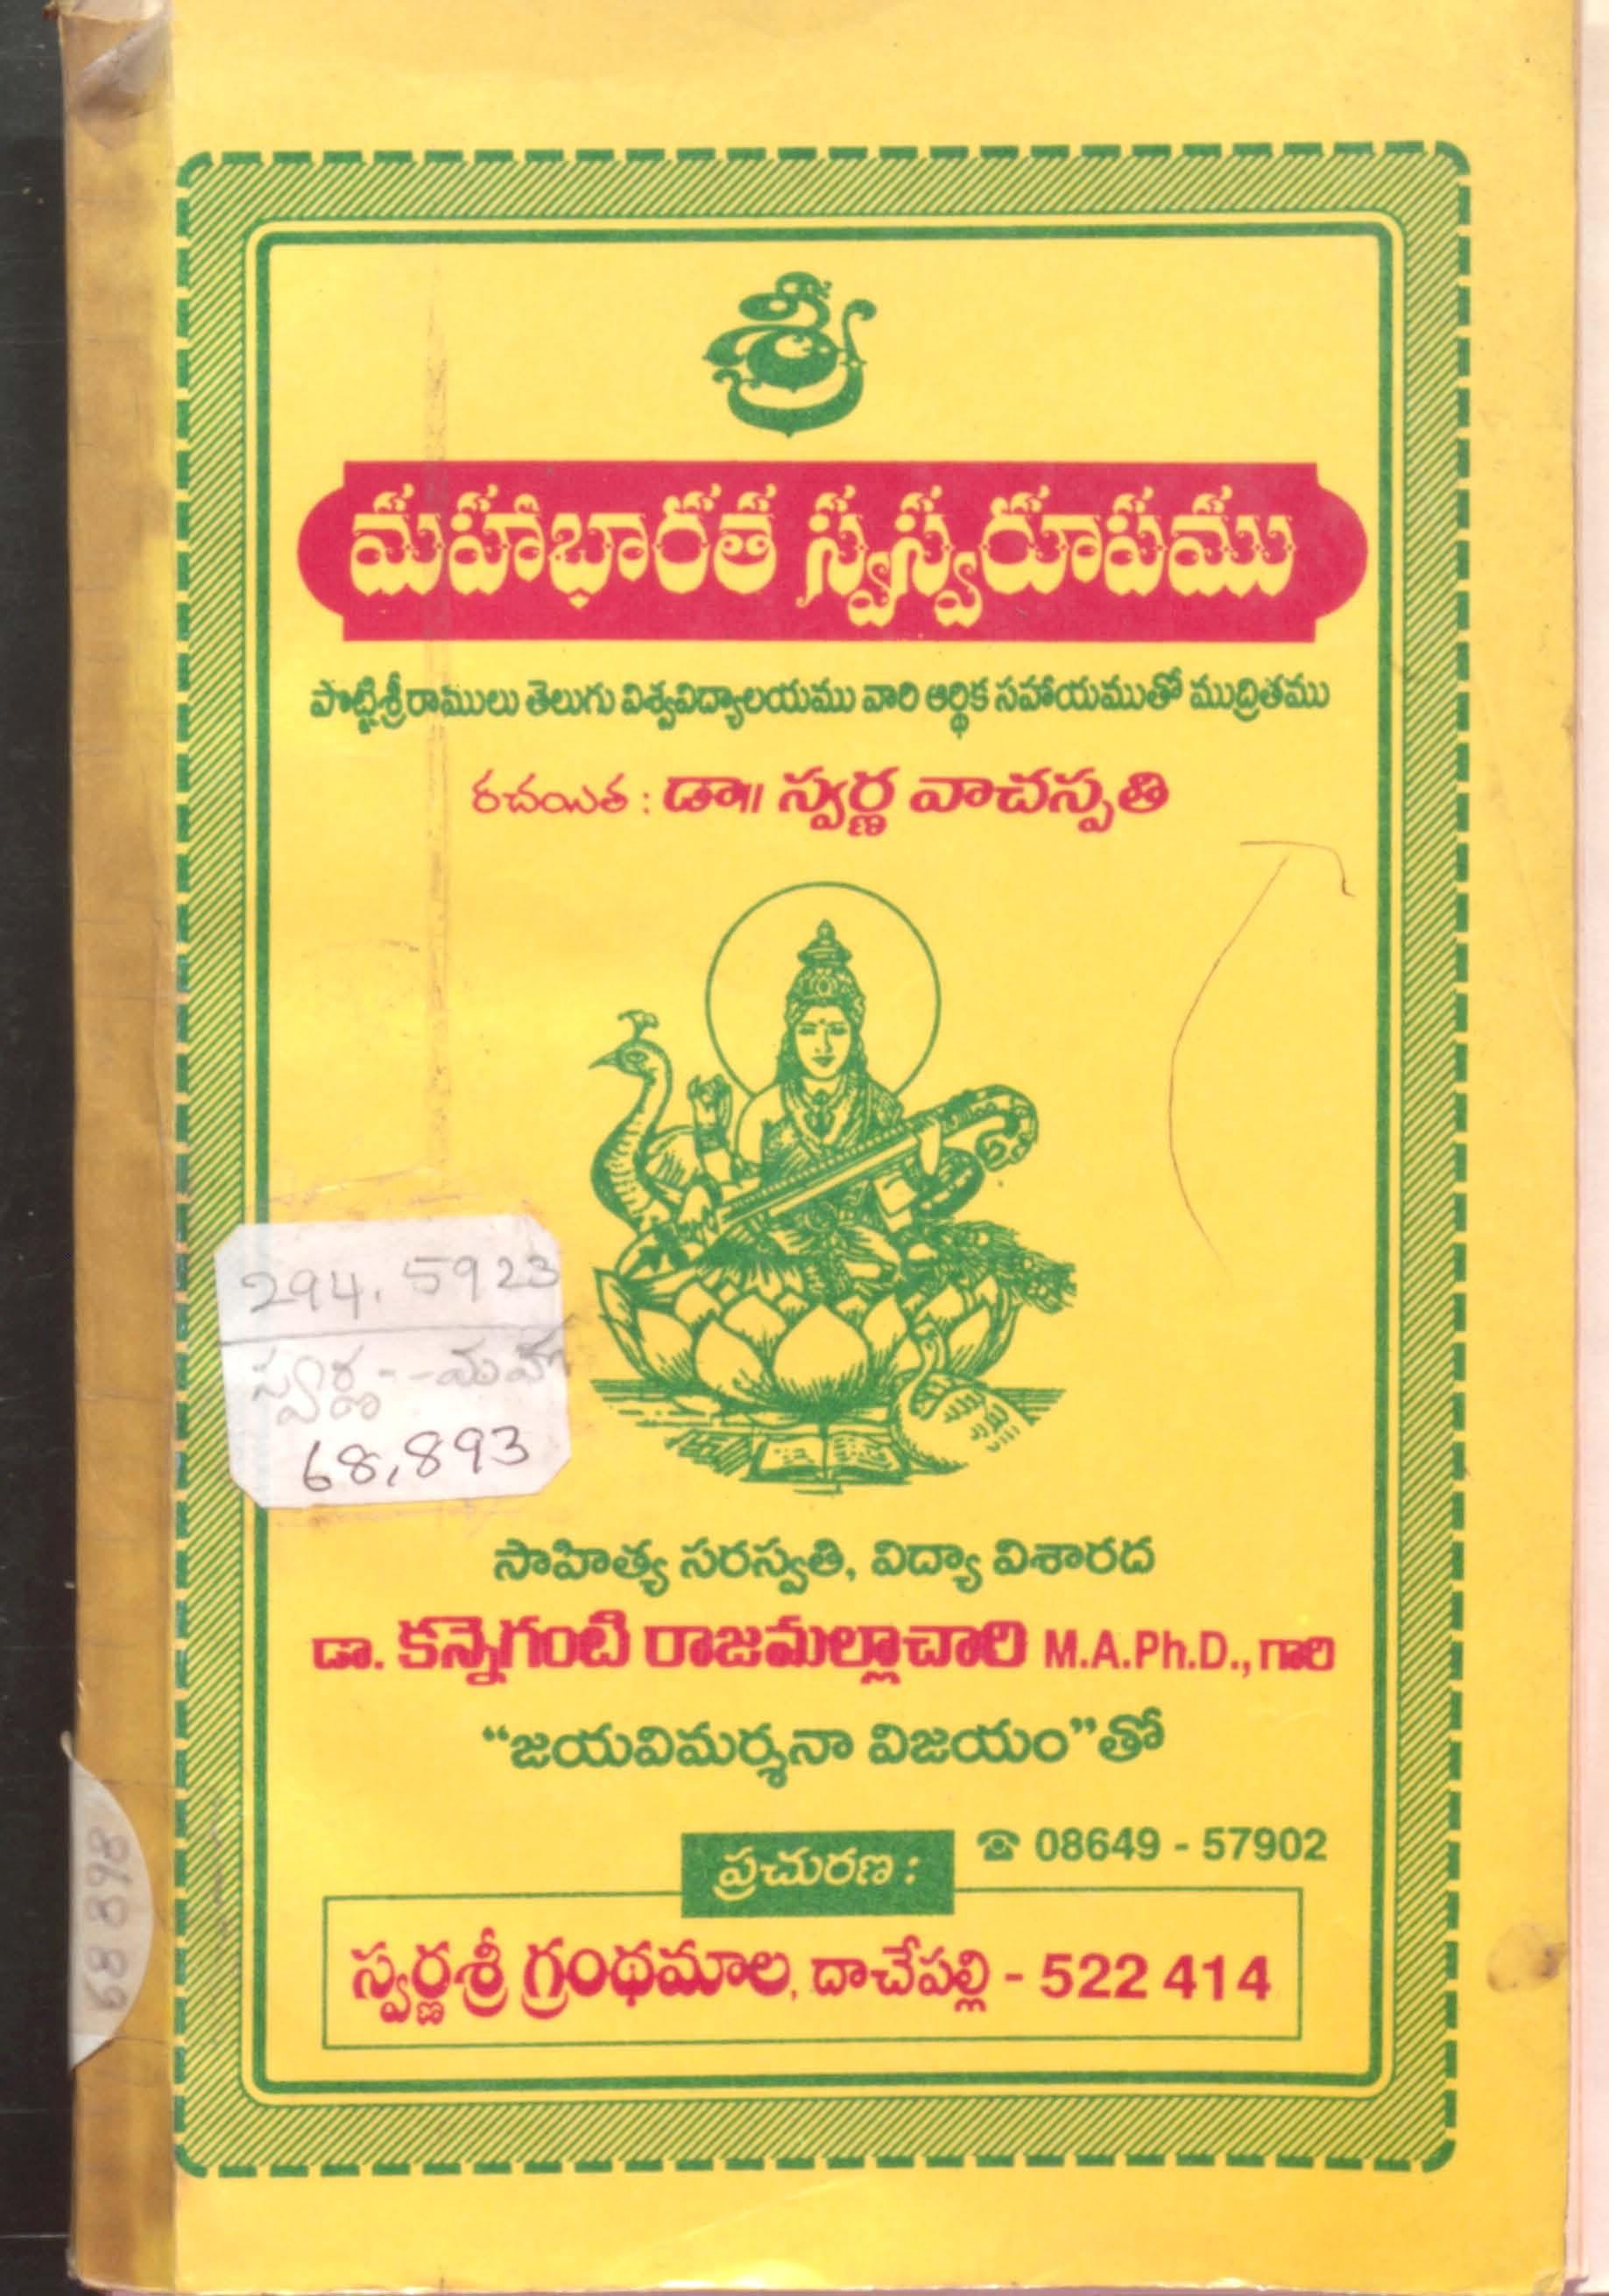 శ్రీ
మహాభారత స్వస్వరూపము
పొట్టిశ్రీరాములు తెలుగు విశ్వవిద్యాలయము వారి ఆర్థిక సహాయముతో ముద్రితము
రచయిత : డా॥ స్వర్ణ వాచస్పతి
294.5923
స్వర్ణ--మహా
68,893
సాహిత్య సరస్వతి, విద్యా విశారద
డా. కన్నెగంటి రాజమల్లాచారి M.A.Ph.D., గారి
“జయవిమర్శనా విజయం”తో
ప్రచురణ :
☎ 08649 - 57902
స్వర్ణశ్రీ గ్రంథమాల, దాచేపల్లి - 522 414